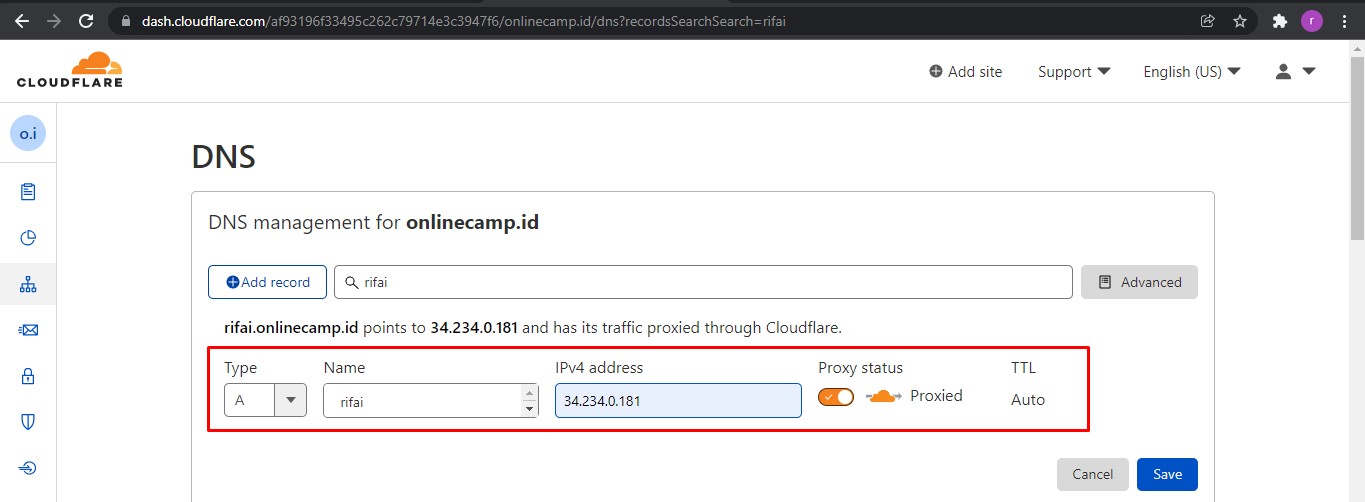 dash.cloudflare.com/af93196f33495c262c79714e3c3947f6/onlinecamp.id/dns?recordsSearchSearch=rifai
r
CLOUDFLARE
Add site Support English (US)
o.i
DNS
DNS management for onlinecamp.id
Add record rifai Advanced
rifai.onlinecamp.id points to 34.234.0.181 and has its traffic proxied through Cloudflare.
Type Name IPv4 address Proxy status TTL
A rifai 34.234.0.181 Proxied Auto
Cancel Save